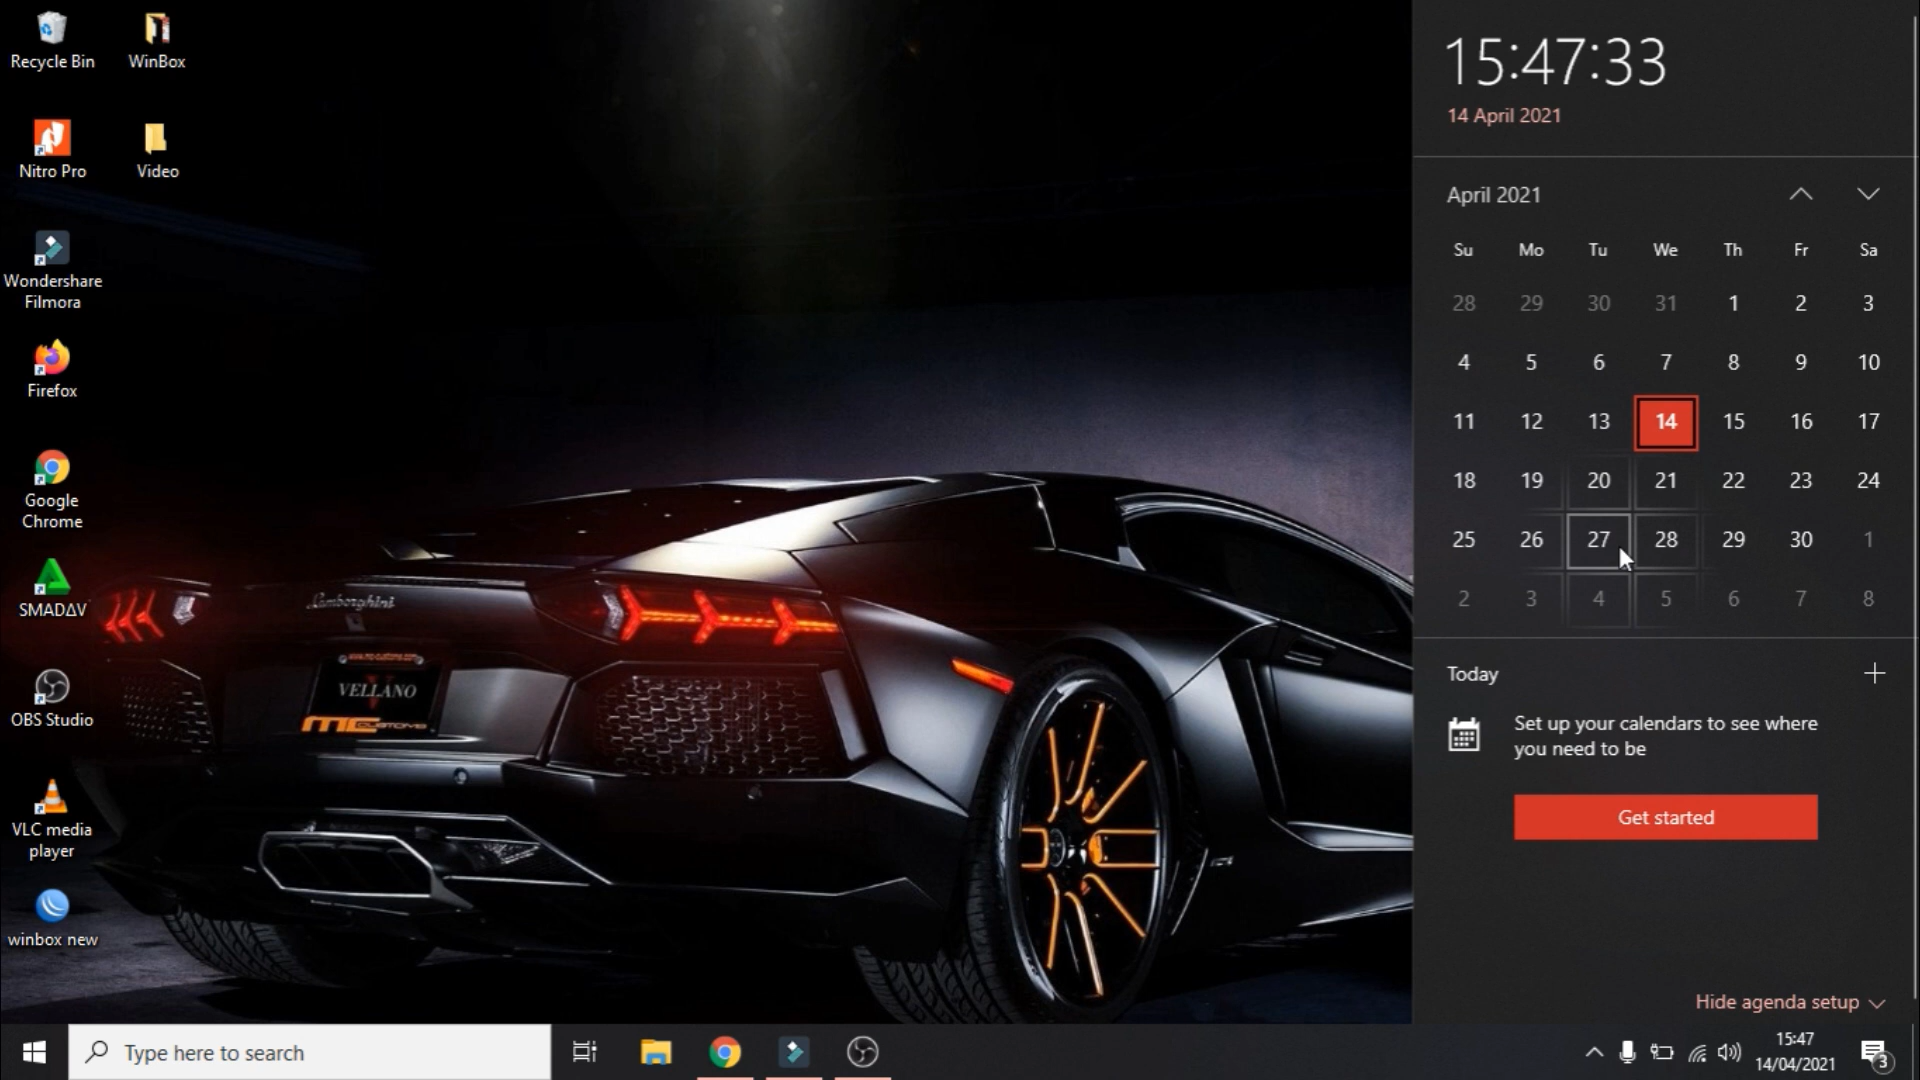 Recycle Bin
WinBox
Nitro Pro
Video
Wondershare
Filmora
Firefox
Google
Chrome
SMADΔV
OBS Studio
VLC media
player
winbox new
Lamborghini
VELLANO
MC CUSTOMS
15:47:33
14 April 2021
April 2021
Su Mo Tu We Th Fr Sa
28 29 30 31 1 2 3
4 5 6 7 8 9 10
11 12 13 14 15 16 17
18 19 20 21 22 23 24
25 26 27 28 29 30 1
2 3 4 5 6 7 8
Today
Set up your calendars to see where
you need to be
Get started
Hide agenda setup
Type here to search
15:47
14/04/2021
3